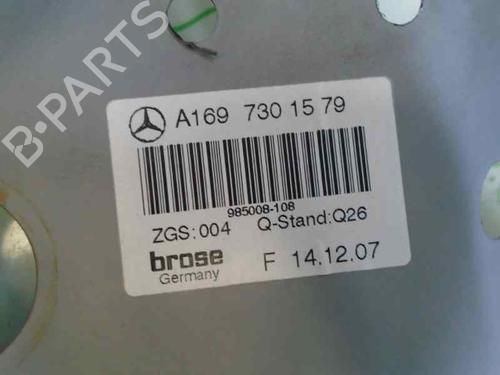 B-PARTS
A169 730 15 79
985008-108
ZGS:004 Q-Stand:Q26
brose
Germany F 14.12.07